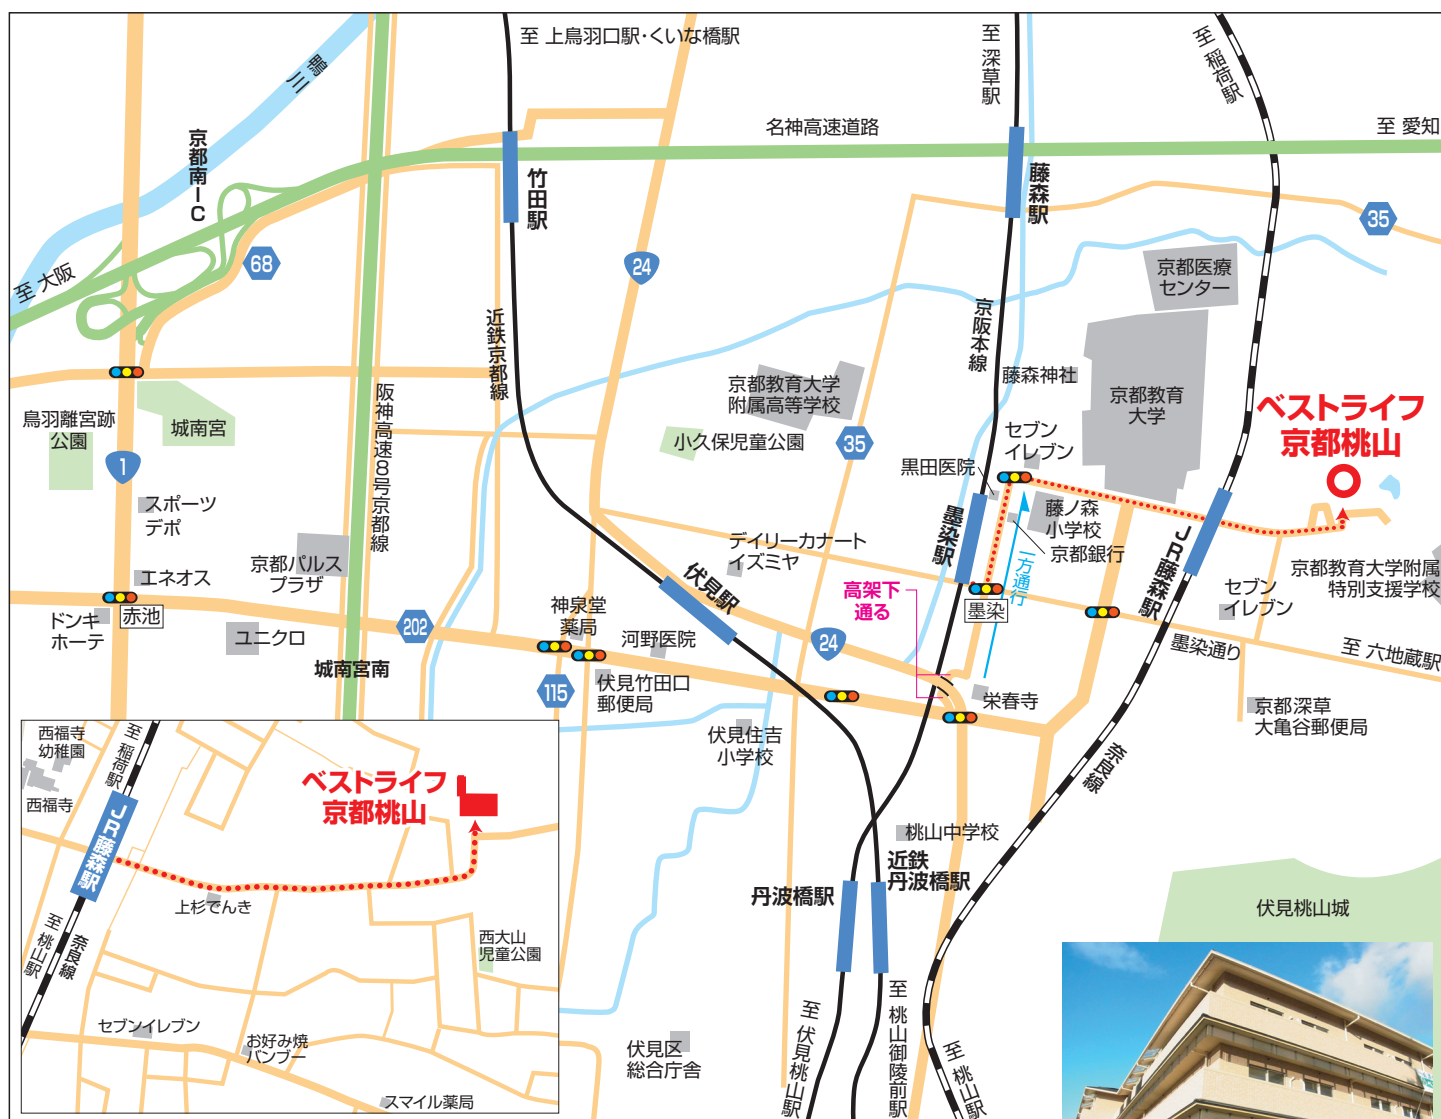 至 上鳥羽口駅・くいな橋駅
至 深草駅
至 稲荷駅
鴨川
名神高速道路
至 愛知
京都南IC
竹田駅
藤森駅
35
68
24
至 大阪
京都医療
センター
近鉄京都線
京阪本線
京都教育大学
附属高等学校
藤森神社
京都教育
大学
ベストライフ
京都桃山
鳥羽離宮跡
公園
城南宮
阪神高速8号京都線
小久保児童公園
35
セブン
イレブン
黒田医院
1
スポーツ
デポ
墨染駅
藤ノ森
小学校
京都銀行
一方通行
JR藤森駅
デイリーカナート
イズミヤ
京都パルス
プラザ
エネオス
伏見駅
高架下
通る
墨染
セブン
イレブン
京都教育大学附属
特別支援学校
ドンキ
ホーテ
赤池
ユニクロ
202
神泉堂
薬局
河野医院
24
墨染通り
至 六地蔵駅
城南宮南
115
伏見竹田口
郵便局
栄春寺
京都深草
大亀谷郵便局
伏見住吉
小学校
奈良線
桃山中学校
近鉄
丹波橋駅
丹波橋駅
伏見桃山城
至 伏見桃山駅
至 桃山御陵前駅
至 桃山駅
伏見区
総合庁舎
西福寺
幼稚園
至 稲荷駅
西福寺
ベストライフ
京都桃山
JR藤森駅
上杉でんき
至 桃山駅
奈良線
西大山
児童公園
セブンイレブン
お好み焼
バンブー
スマイル薬局